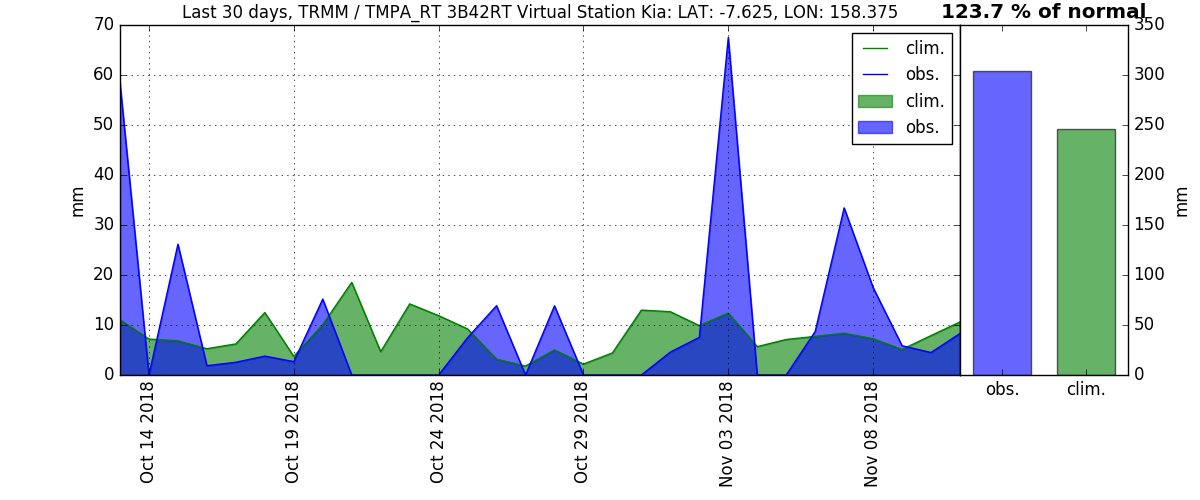 Last 30 days, TRMM / TMPA_RT 3B42RT Virtual Station Kia: LAT: -7.625, LON: 158.375
123.7 % of normal
70
60
50
40
30
20
10
0
mm
clim.
obs.
clim.
obs.
Oct 14 2018
Oct 19 2018
Oct 24 2018
Oct 29 2018
Nov 03 2018
Nov 08 2018
350
300
250
200
150
100
50
0
mm
obs.
clim.